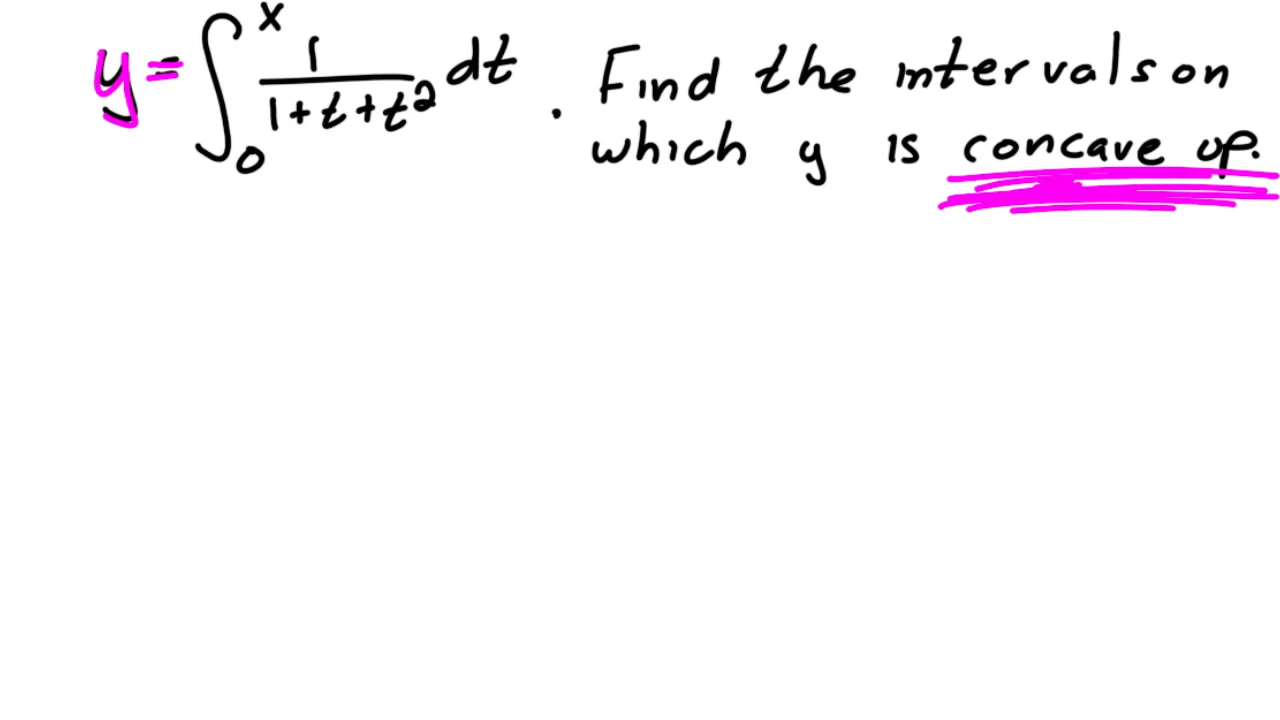 y = ∫₀ˣ 1/(1+t+t²) dt . Find the intervals on
which y is concave up.